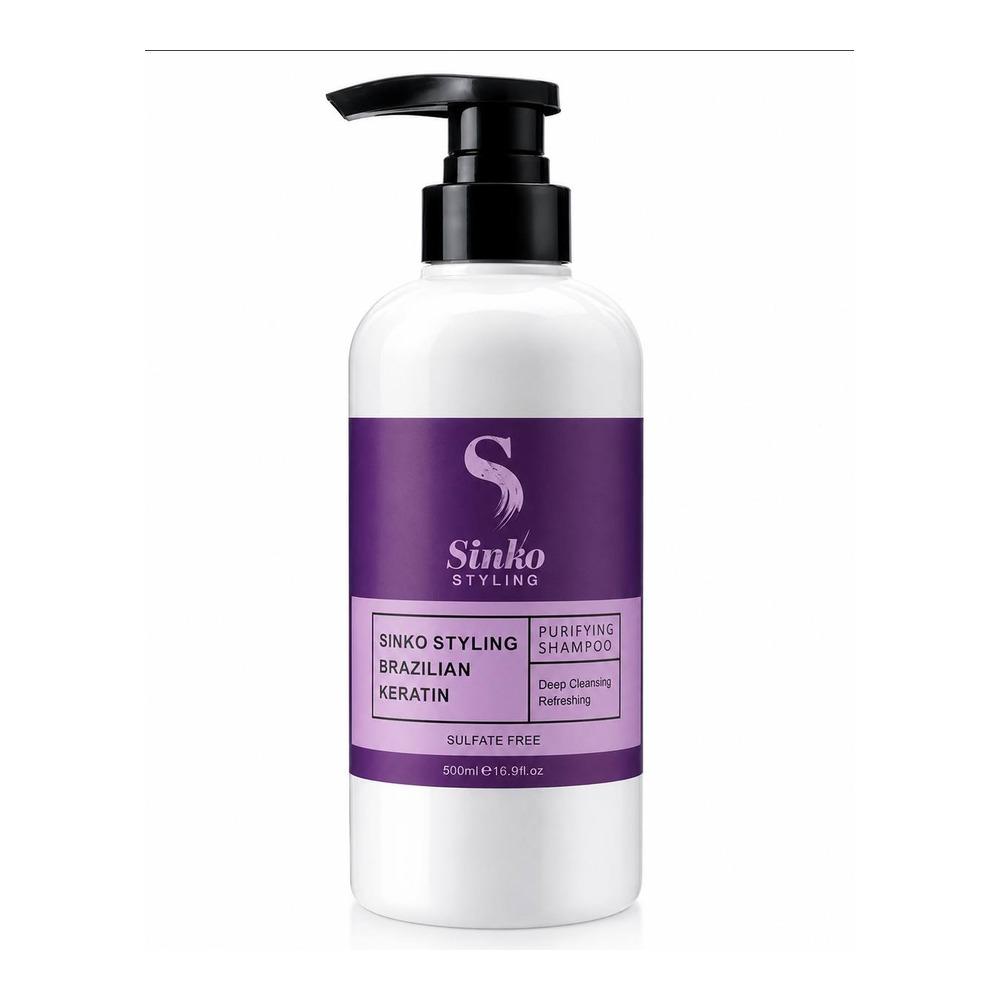 S
Sinko
STYLING
SINKO STYLING
BRAZILIAN
KERATIN
PURIFYING
SHAMPOO
Deep Cleansing
Refreshing
SULFATE FREE
500ml ℮ 16.9fl.oz